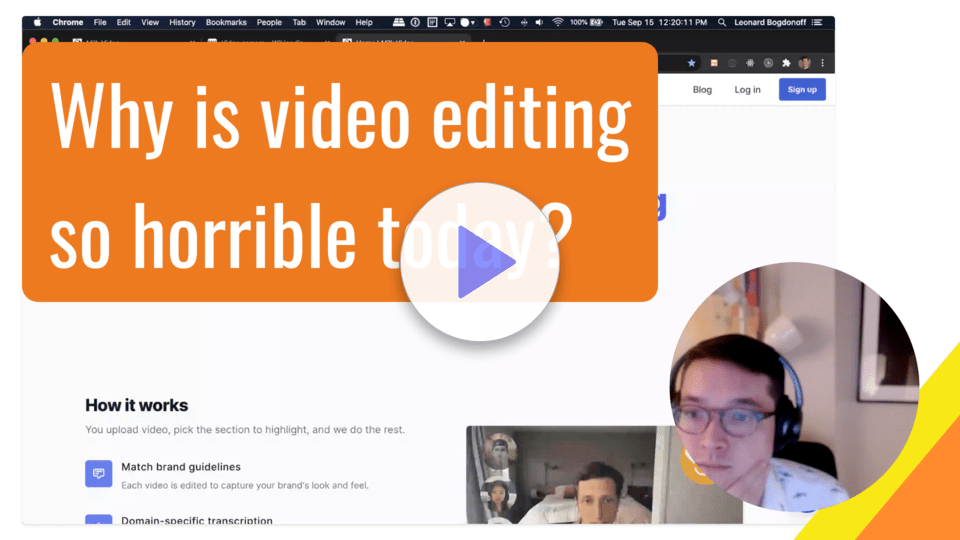 Chrome File Edit View History Bookmarks People Tab Window Help 100% Tue Sep 15 12:20:11 PM Leonard Bogdonoff
Blog Log in Sign up
Why is video editing
so horrible today?
g
How it works
You upload video, pick the section to highlight, and we do the rest.
Match brand guidelines
Each video is edited to capture your brand's look and feel.
Domain-specific transcription